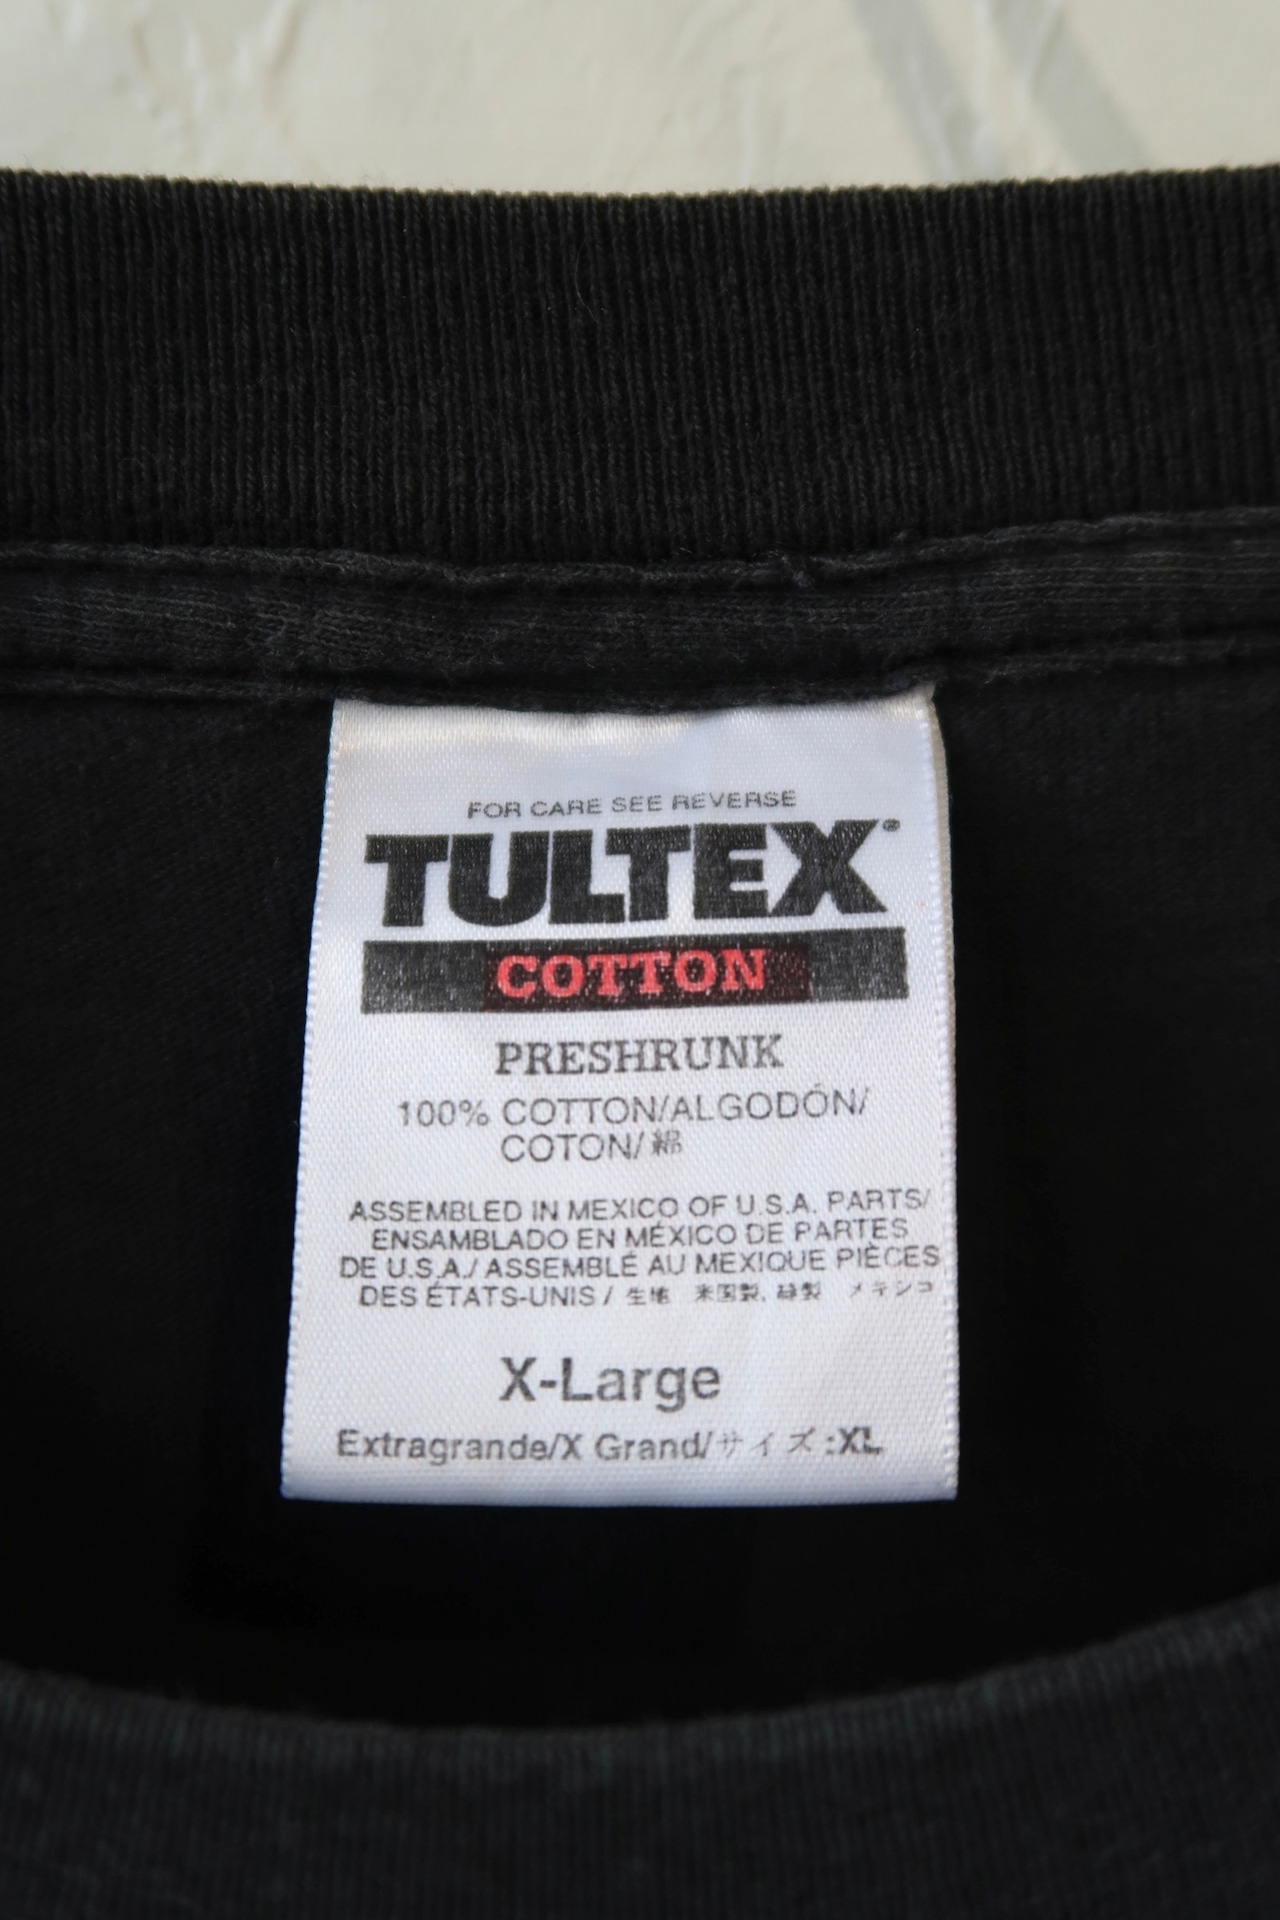 FOR CARE SEE REVERSE
TULTEX®
COTTON
PRESHRUNK
100% COTTON/ALGODÓN/
COTON/綿
ASSEMBLED IN MEXICO OF U.S.A. PARTS/
ENSAMBLADO EN MÉXICO DE PARTES
DE U.S.A./ASSEMBLÉ AU MEXIQUE PIÈCES
DES ÉTATS-UNIS/生地 米国製, 縫製 メキシコ
X-Large
Extragrande/X Grand/サイズ:XL